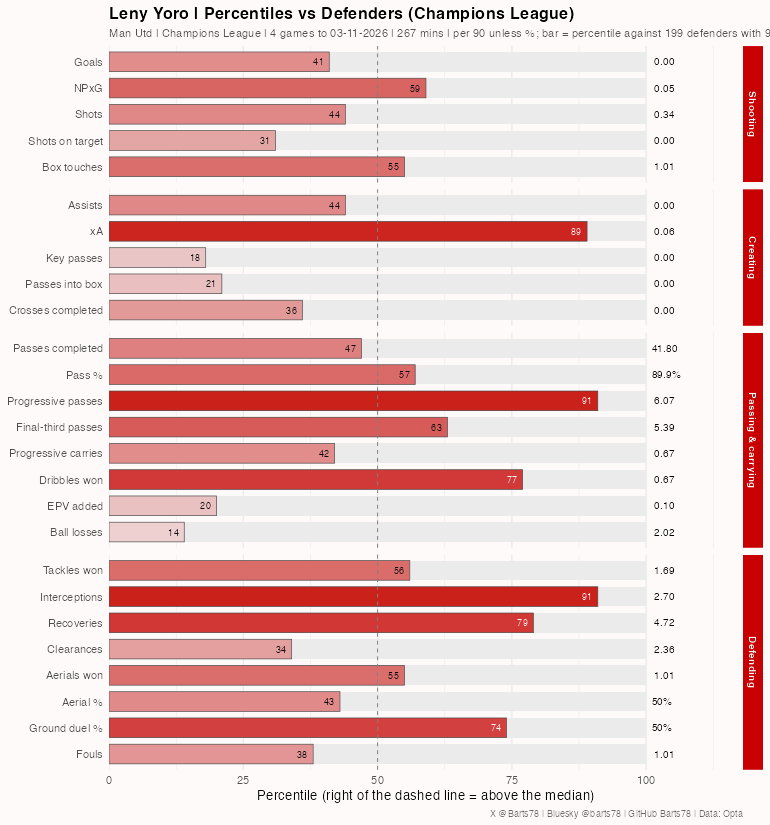 Leny Yoro | Percentiles vs Defenders (Champions League)
Man Utd | Champions League | 4 games to 03-11-2026 | 267 mins | per 90 unless %; bar = percentile against 199 defenders with 9
Goals 41 0.00
NPxG 59 0.05
Shots 44 0.34
Shots on target 31 0.00
Box touches 55 1.01
Shooting
Assists 44 0.00
xA 89 0.06
Key passes 18 0.00
Passes into box 21 0.00
Crosses completed 36 0.00
Creating
Passes completed 47 41.80
Pass % 57 89.9%
Progressive passes 91 6.07
Final-third passes 63 5.39
Progressive carries 42 0.67
Dribbles won 77 0.67
EPV added 20 0.10
Ball losses 14 2.02
Passing & carrying
Tackles won 56 1.69
Interceptions 91 2.70
Recoveries 79 4.72
Clearances 34 2.36
Aerials won 55 1.01
Aerial % 43 50%
Ground duel % 74 50%
Fouls 38 1.01
Defending
0 25 50 75 100
Percentile (right of the dashed line = above the median)
X @Barts78 | Bluesky @barts78 | GitHub Barts78 | Data: Opta